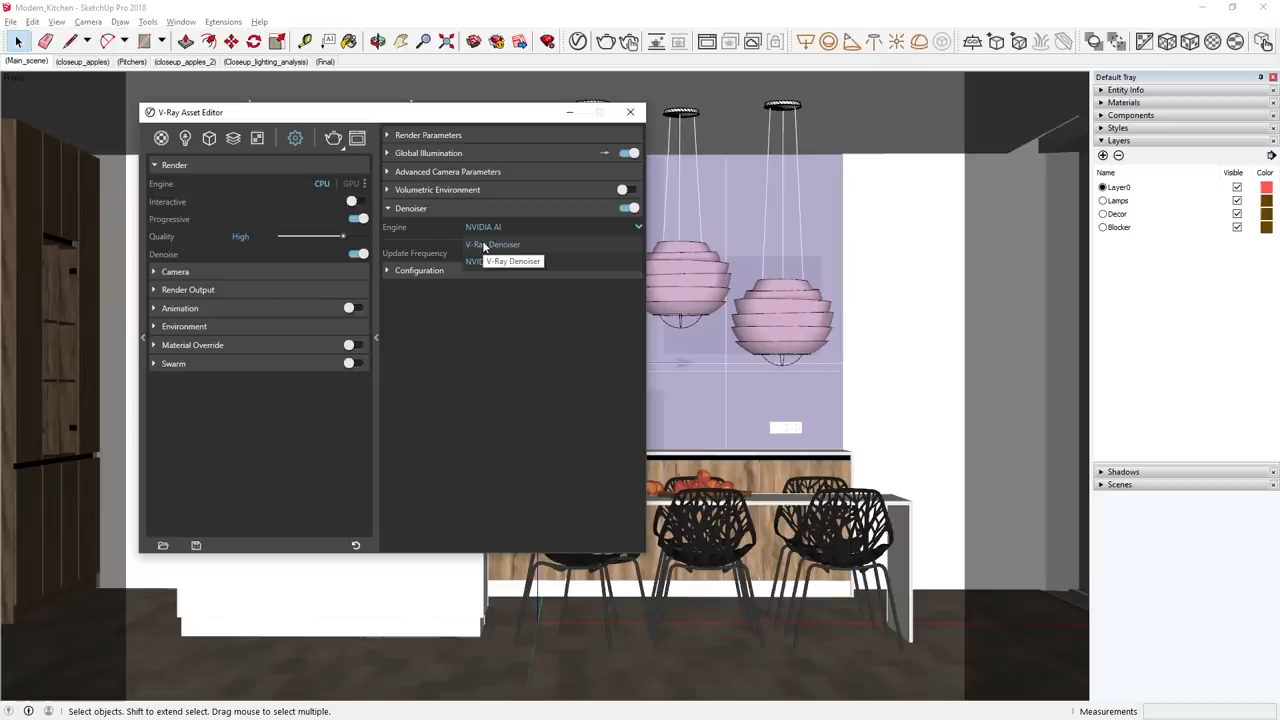 Modern_Kitchen - SketchUp Pro 2018
File Edit View Camera Draw Tools Window Extensions Help
(Main_scene) (closeup_apples) (Pitchers) (closeup_apples_2) (Closeup_lighting_analysis) (Final)
V-Ray Asset Editor
Render
Engine CPU GPU
Interactive
Progressive
Quality High
Denoise
Camera
Render Output
Animation
Environment
Material Override
Swarm
Render Parameters
Global Illumination
Advanced Camera Parameters
Volumetric Environment
Denoiser
Engine NVIDIA AI
V-Ray Denoiser
Update Frequency
NVID
V-Ray Denoiser
Configuration
Default Tray
Entity Info
Materials
Components
Styles
Layers
Name Visible
Layer0
Lamps
Decor
Blocker
Shadows
Scenes
Select objects. Shift to extend select. Drag mouse to select multiple.
Measurements